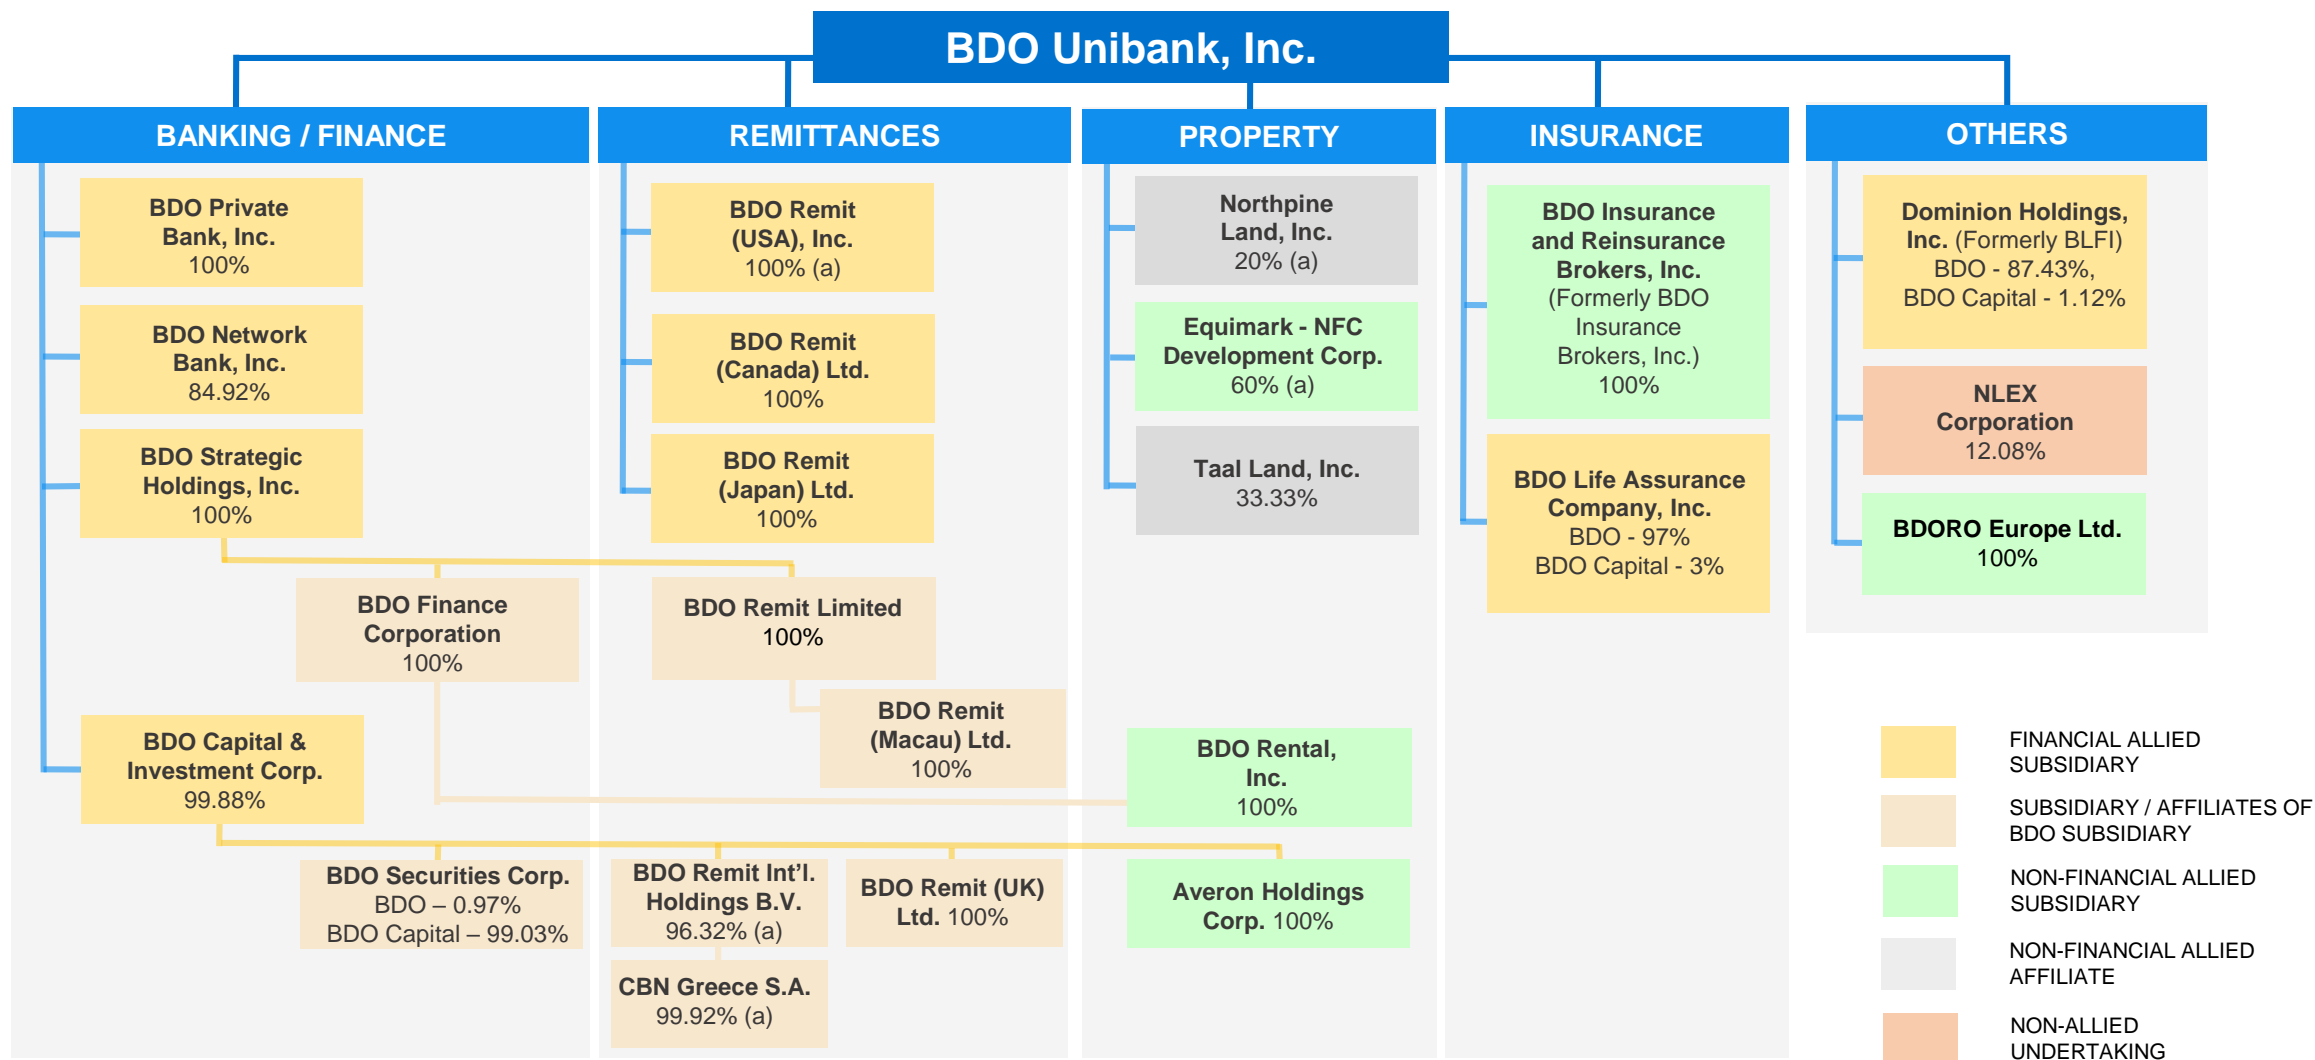 BDO Unibank, Inc.
BANKING / FINANCE
BDO Private
Bank, Inc.
100%
BDO Network
Bank, Inc.
84.92%
BDO Strategic
Holdings, Inc.
100%
BDO Finance
Corporation
100%
BDO Capital &
Investment Corp.
99.88%
BDO Securities Corp.
BDO – 0.97%
BDO Capital – 99.03%
REMITTANCES
BDO Remit
(USA), Inc.
100% (a)
BDO Remit
(Canada) Ltd.
100%
BDO Remit
(Japan) Ltd.
100%
BDO Remit Limited
100%
BDO Remit
(Macau) Ltd.
100%
BDO Remit Int’l.
Holdings B.V.
96.32% (a)
BDO Remit (UK)
Ltd. 100%
CBN Greece S.A.
99.92% (a)
PROPERTY
Northpine
Land, Inc.
20% (a)
Equimark - NFC
Development Corp.
60% (a)
Taal Land, Inc.
33.33%
BDO Rental,
Inc.
100%
Averon Holdings
Corp. 100%
INSURANCE
BDO Insurance
and Reinsurance
Brokers, Inc.
(Formerly BDO
Insurance
Brokers, Inc.)
100%
BDO Life Assurance
Company, Inc.
BDO - 97%
BDO Capital - 3%
OTHERS
Dominion Holdings,
Inc. (Formerly BLFI)
BDO - 87.43%,
BDO Capital - 1.12%
NLEX
Corporation
12.08%
BDORO Europe Ltd.
100%
FINANCIAL ALLIED
SUBSIDIARY
SUBSIDIARY / AFFILIATES OF
BDO SUBSIDIARY
NON-FINANCIAL ALLIED
SUBSIDIARY
NON-FINANCIAL ALLIED
AFFILIATE
NON-ALLIED
UNDERTAKING